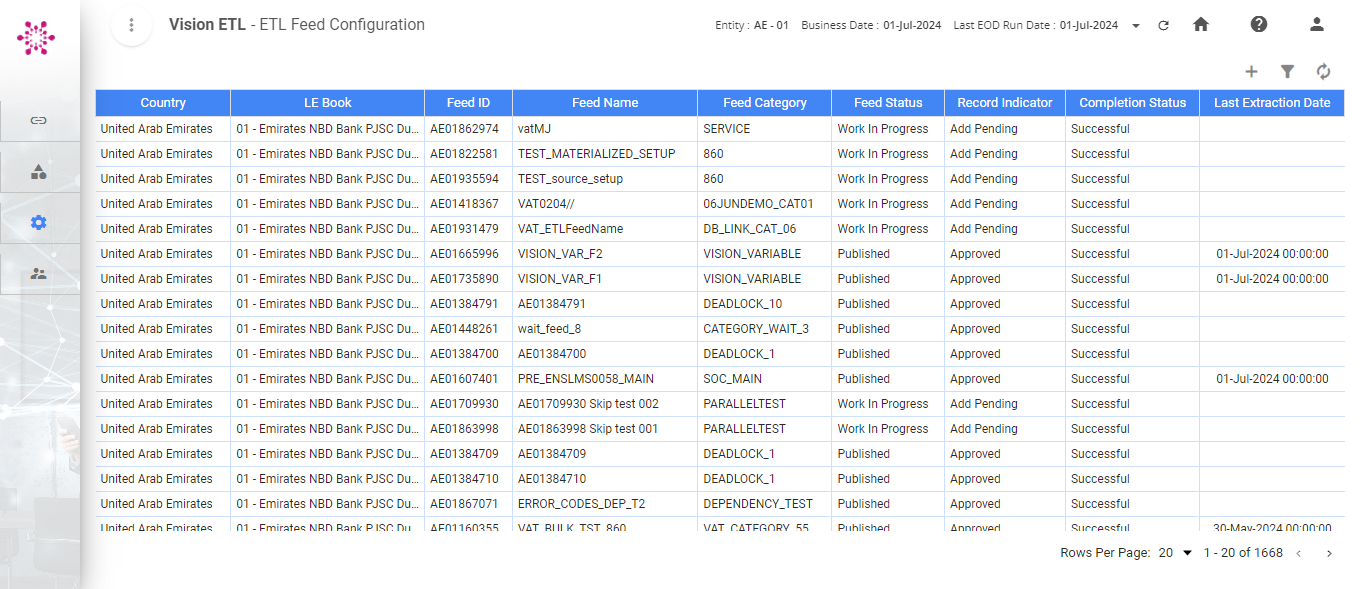 Vision ETL - ETL Feed Configuration Entity : AE - 01 Business Date : 01-Jul-2024 Last EOD Run Date : 01-Jul-2024
Country LE Book Feed ID Feed Name Feed Category Feed Status Record Indicator Completion Status Last Extraction Date
United Arab Emirates 01 - Emirates NBD Bank PJSC Du... AE01862974 vatMJ SERVICE Work In Progress Add Pending Successful
United Arab Emirates 01 - Emirates NBD Bank PJSC Du... AE01822581 TEST_MATERIALIZED_SETUP 860 Work In Progress Add Pending Successful
United Arab Emirates 01 - Emirates NBD Bank PJSC Du... AE01935594 TEST_source_setup 860 Work In Progress Add Pending Successful
United Arab Emirates 01 - Emirates NBD Bank PJSC Du... AE01418367 VAT0204// 06JUNDEMO_CAT01 Work In Progress Add Pending Successful
United Arab Emirates 01 - Emirates NBD Bank PJSC Du... AE01931479 VAT_ETLFeedName DB_LINK_CAT_06 Work In Progress Add Pending Successful
United Arab Emirates 01 - Emirates NBD Bank PJSC Du... AE01665996 VISION_VAR_F2 VISION_VARIABLE Published Approved Successful 01-Jul-2024 00:00:00
United Arab Emirates 01 - Emirates NBD Bank PJSC Du... AE01735890 VISION_VAR_F1 VISION_VARIABLE Published Approved Successful 01-Jul-2024 00:00:00
United Arab Emirates 01 - Emirates NBD Bank PJSC Du... AE01384791 AE01384791 DEADLOCK_10 Published Approved Successful
United Arab Emirates 01 - Emirates NBD Bank PJSC Du... AE01448261 wait_feed_8 CATEGORY_WAIT_3 Published Approved Successful
United Arab Emirates 01 - Emirates NBD Bank PJSC Du... AE01384700 AE01384700 DEADLOCK_1 Published Approved Successful
United Arab Emirates 01 - Emirates NBD Bank PJSC Du... AE01607401 PRE_ENSLMS0058_MAIN SOC_MAIN Published Approved Successful 01-Jul-2024 00:00:00
United Arab Emirates 01 - Emirates NBD Bank PJSC Du... AE01709930 AE01709930 Skip test 002 PARALLELTEST Work In Progress Add Pending Successful
United Arab Emirates 01 - Emirates NBD Bank PJSC Du... AE01863998 AE01863998 Skip test 001 PARALLELTEST Work In Progress Add Pending Successful
United Arab Emirates 01 - Emirates NBD Bank PJSC Du... AE01384709 AE01384709 DEADLOCK_1 Published Approved Successful
United Arab Emirates 01 - Emirates NBD Bank PJSC Du... AE01384710 AE01384710 DEADLOCK_1 Published Approved Successful
United Arab Emirates 01 - Emirates NBD Bank PJSC Du... AE01867071 ERROR_CODES_DEP_T2 DEPENDENCY_TEST Published Approved Successful
United Arab Emirates 01 - Emirates NBD Bank PJSC Du... AE01160355 VAT_BULK_TST_860 VAT_CATEGORY_55 Published Approved Successful 30-May-2024 00:00:00
Rows Per Page: 20 1 - 20 of 1668